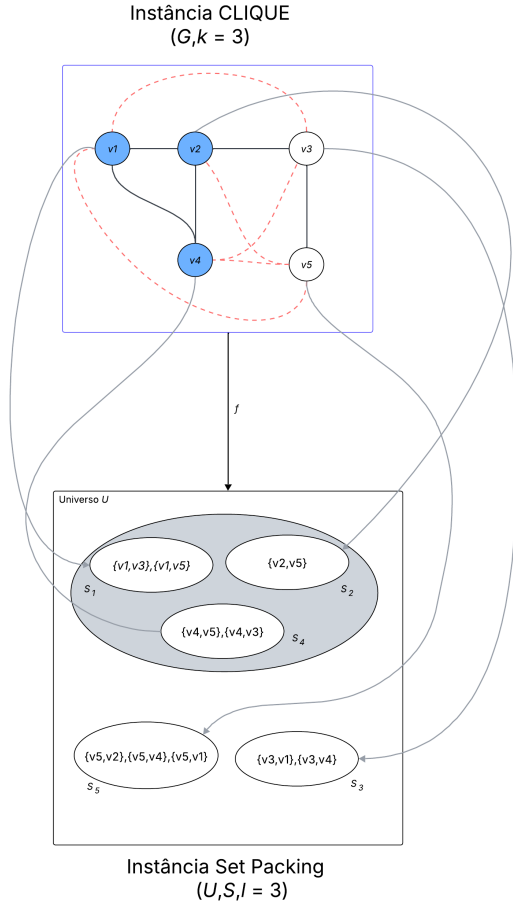 Instância CLIQUE
(G,k = 3)
v1
v2
v3
v4
v5
f
Universo U
{v1,v3},{v1,v5}
{v2,v5}
S1
S2
{v4,v5},{v4,v3}
S4
{v5,v2},{v5,v4},{v5,v1}
{v3,v1},{v3,v4}
S5
S3
Instância Set Packing
(U,S,l = 3)